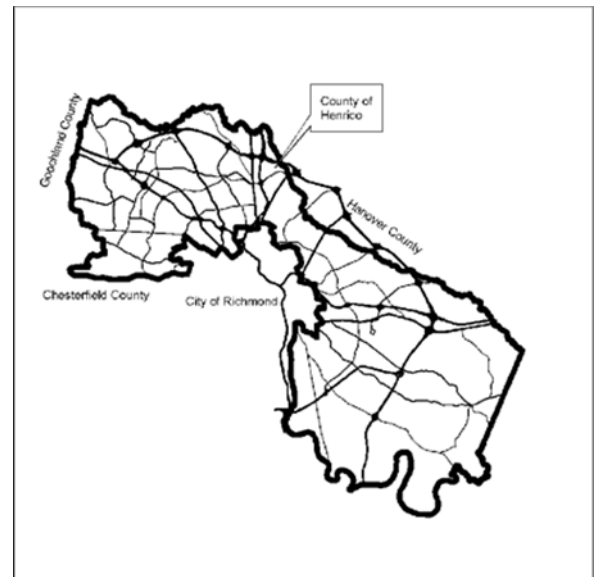 County of
Henrico
Goochland County
Hanover County
Chesterfield County
City of Richmond